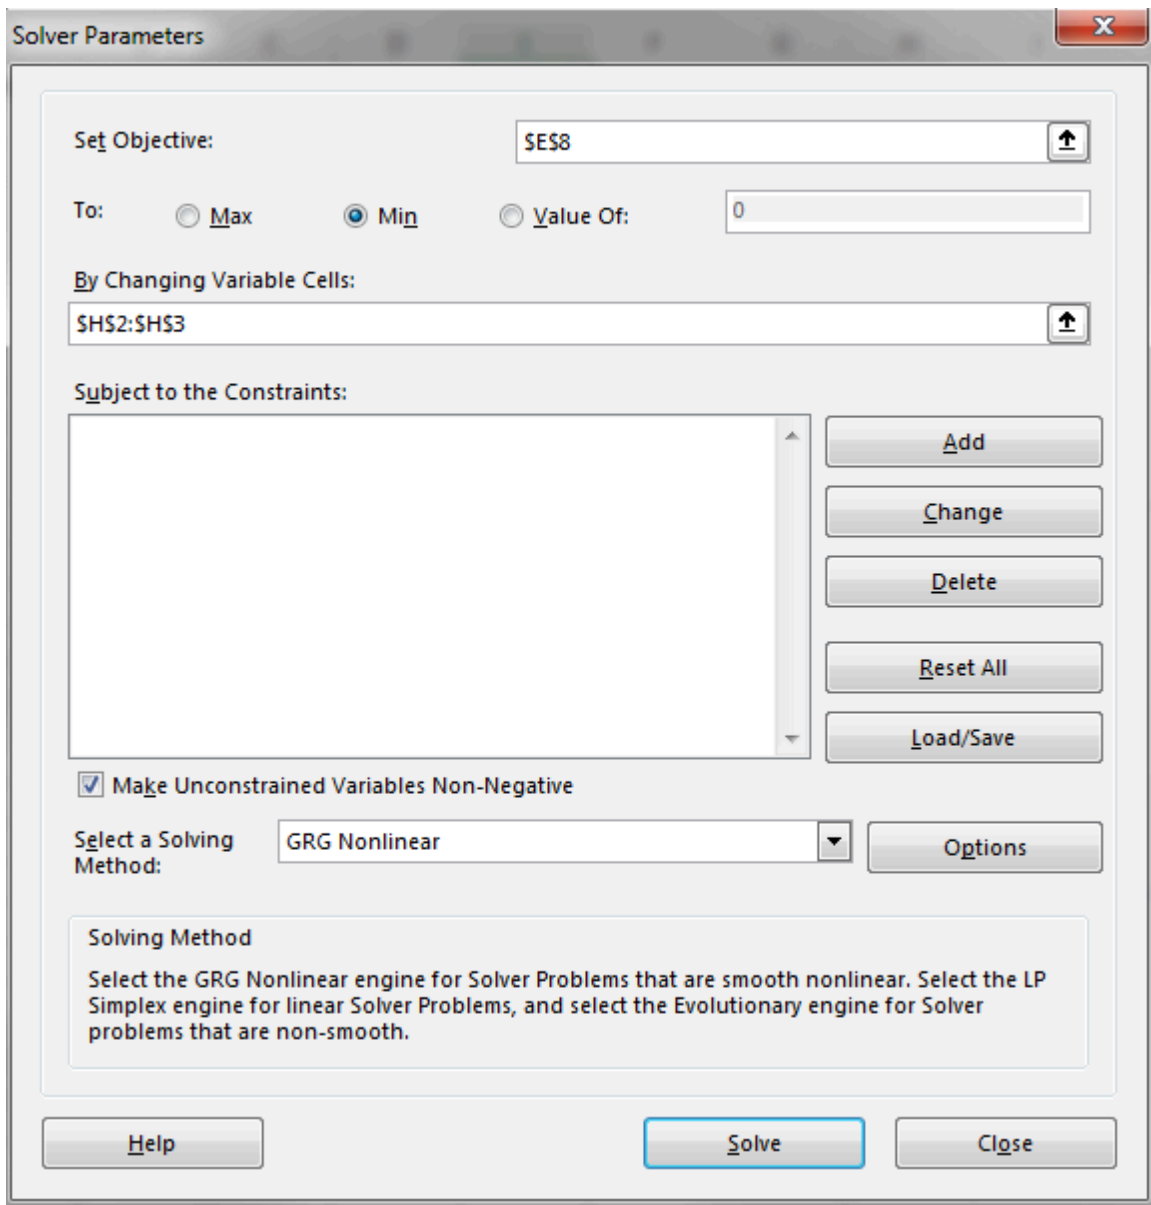 Solver Parameters
Set Objective:
$E$8
To:
Max
Min
Value Of:
0
By Changing Variable Cells:
$H$2:$H$3
Subject to the Constraints:
Add
Change
Delete
Reset All
Load/Save
Make Unconstrained Variables Non-Negative
Select a Solving
Method:
GRG Nonlinear
Options
Solving Method
Select the GRG Nonlinear engine for Solver Problems that are smooth nonlinear. Select the LP
Simplex engine for linear Solver Problems, and select the Evolutionary engine for Solver
problems that are non-smooth.
Help
Solve
Close